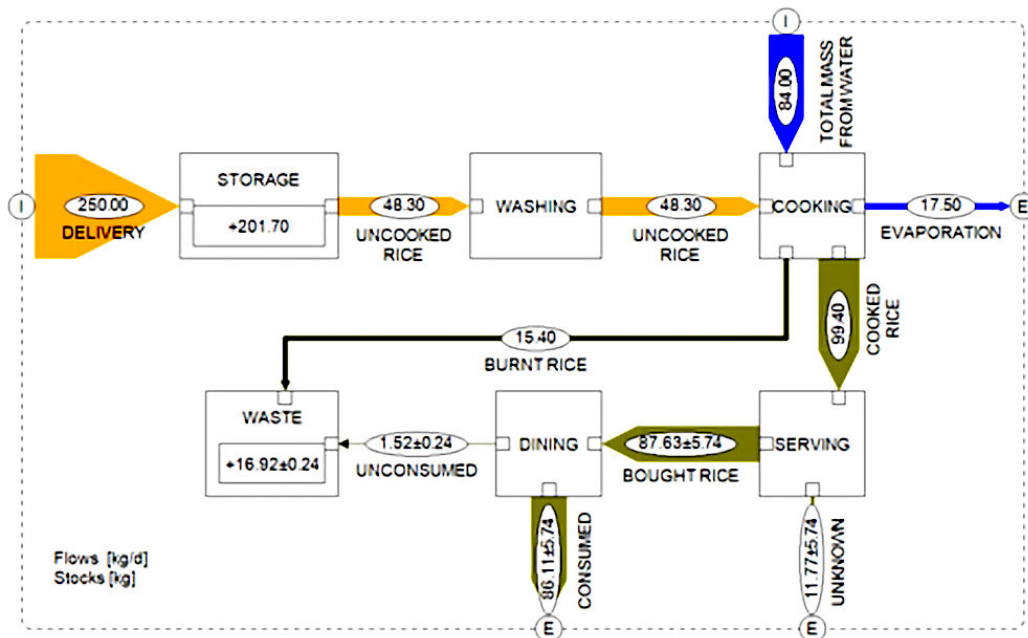 I
84.00
TOTAL MASS
FROM WATER
STORAGE
+201.70
I
250.00
DELIVERY
48.30
UNCOOKED
RICE
WASHING
48.30
UNCOOKED
RICE
COOKING
17.50
EVAPORATION
E
99.40
COOKED
RICE
15.40
BURNT RICE
WASTE
+16.92±0.24
1.52±0.24
UNCONSUMED
DINING
87.63±5.74
BOUGHT RICE
SERVING
86.11±5.74
CONSUMED
E
11.77±5.74
UNKNOWN
E
Flows [kg/d]
Stocks [kg]